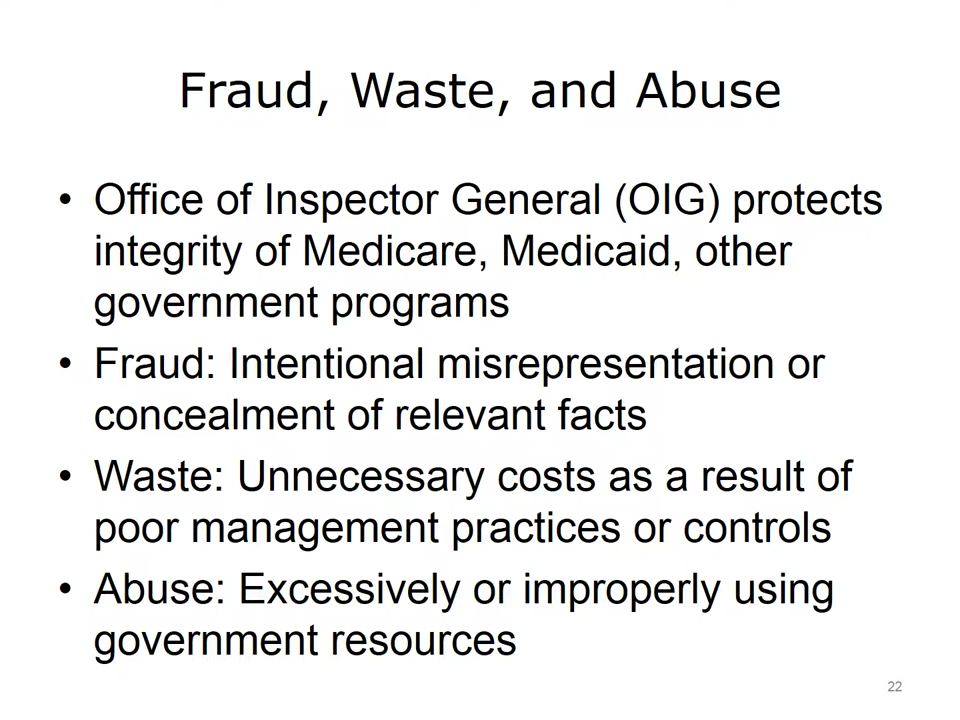 Fraud, Waste, and Abuse
• Office of Inspector General (OIG) protects
integrity of Medicare, Medicaid, other
government programs
• Fraud: Intentional misrepresentation or
concealment of relevant facts
• Waste: Unnecessary costs as a result of
poor management practices or controls
• Abuse: Excessively or improperly using
government resources
22